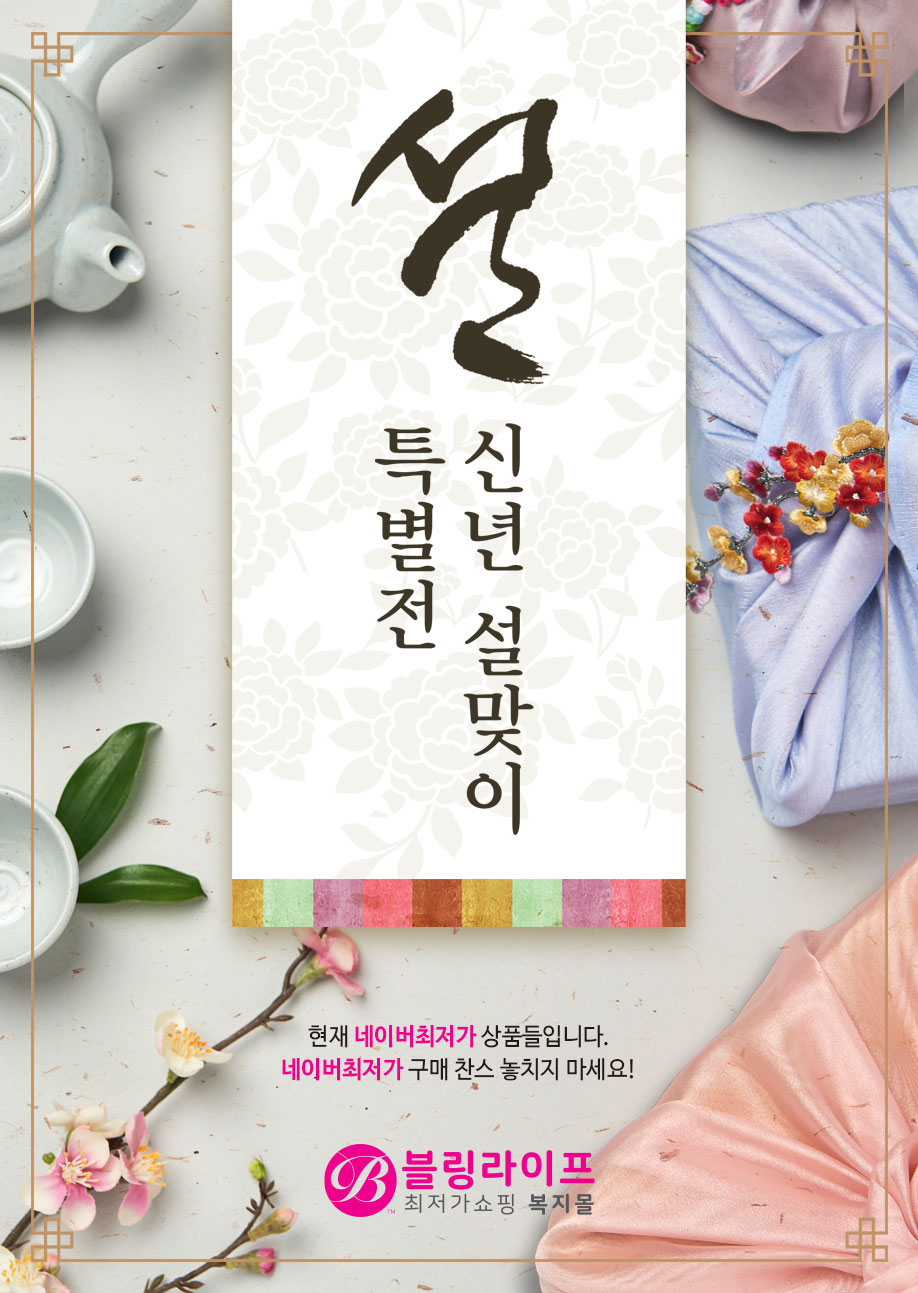 설
신년 설맞이
특별전
현재 네이버최저가 상품들입니다.
네이버최저가 구매 찬스 놓치지 마세요!
B 블링라이프
TM
최저가쇼핑 복지몰